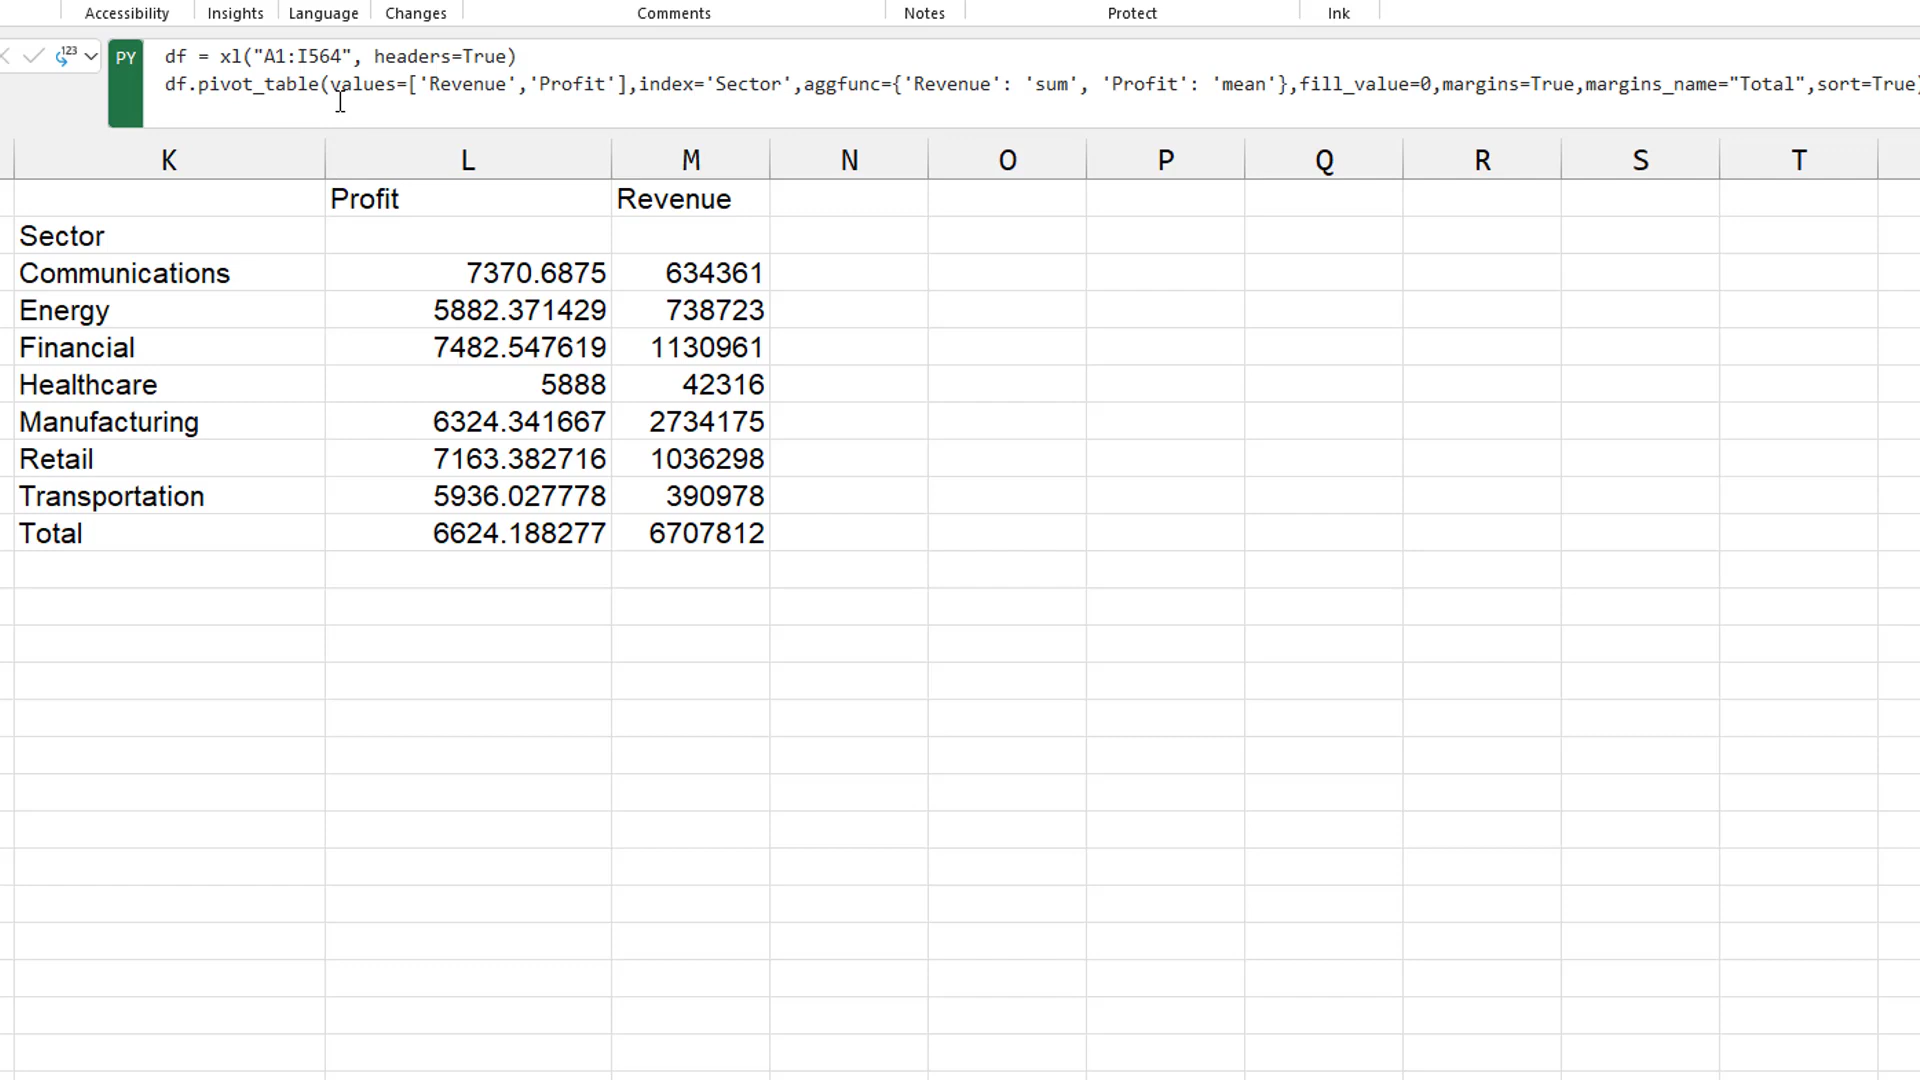 Accessibility Insights Language Changes Comments Notes Protect Ink
123 PY df = xl("A1:I564", headers=True)
df.pivot_table(values=['Revenue','Profit'],index='Sector',aggfunc={'Revenue': 'sum', 'Profit': 'mean'},fill_value=0,margins=True,margins_name="Total",sort=True)
K L M N O P Q R S T
Profit Revenue
Sector
Communications 7370.6875 634361
Energy 5882.371429 738723
Financial 7482.547619 1130961
Healthcare 5888 42316
Manufacturing 6324.341667 2734175
Retail 7163.382716 1036298
Transportation 5936.027778 390978
Total 6624.188277 6707812